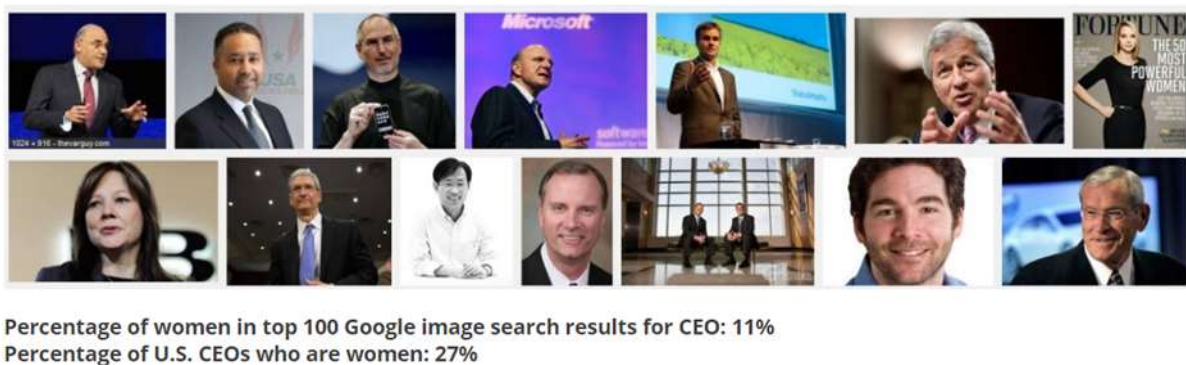 Microsoft
software
FORTUNE
THE 50
MOST
POWERFUL
WOMEN
USA
1024 × 916 - thevarguy.com
Percentage of women in top 100 Google image search results for CEO: 11%
Percentage of U.S. CEOs who are women: 27%